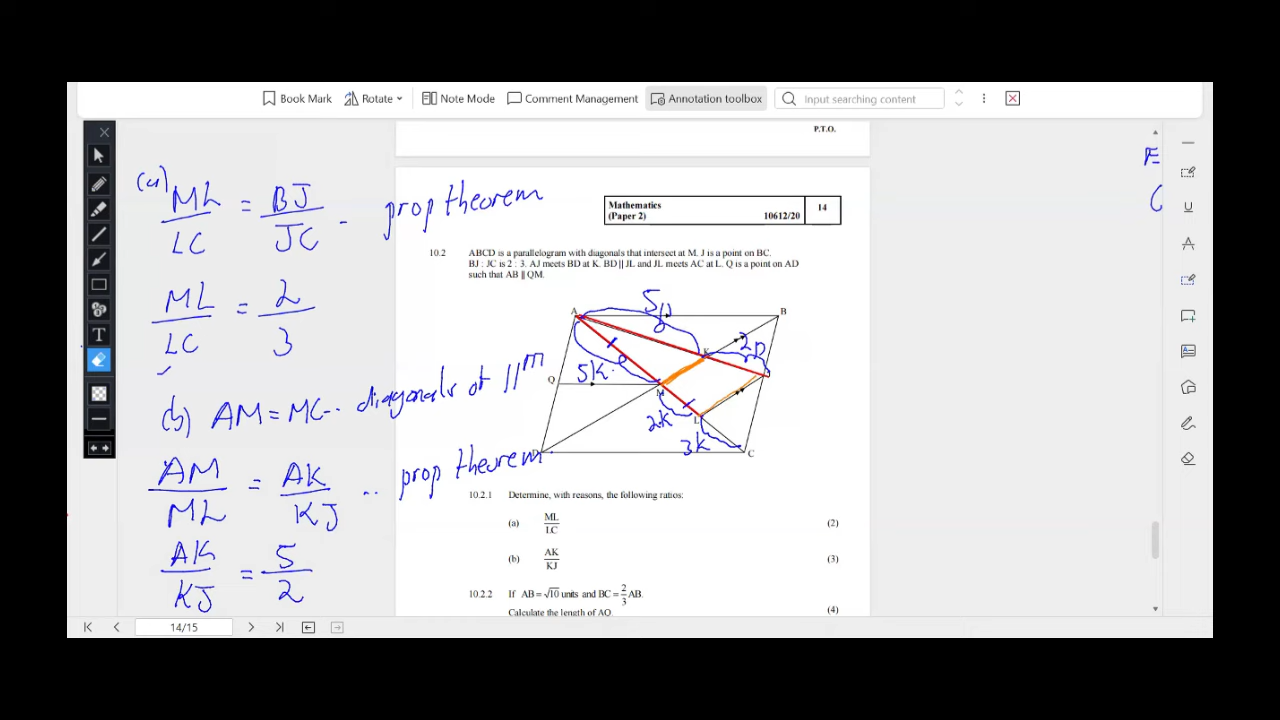 Book Mark Rotate Note Mode Comment Management Annotation toolbox Input searching content
P.T.O.
Mathematics
(Paper 2) 10612/20 14
10.2 ABCD is a parallelogram with diagonals that intersect at M. J is a point on BC.
BJ : JC is 2 : 3. AJ meets BD at K. BD || JL and JL meets AC at L. Q is a point on AD
such that AB || QM.
A B
5p
K 2p
Q 5k
M
2k L
3k
D C
10.2.1 Determine, with reasons, the following ratios:
(a) ML/LC (2)
(b) AK/KJ (3)
10.2.2 If AB = √10 units and BC = 2/3 AB.
Calculate the length of AQ. (4)
(a) ML/LC = BJ/JC .. prop theorem
ML/LC = 2/3
(b) AM = MC.. diagonals of ||m
AM/ML = AK/KJ .. prop theorem
AK/KJ = 5/2
14/15